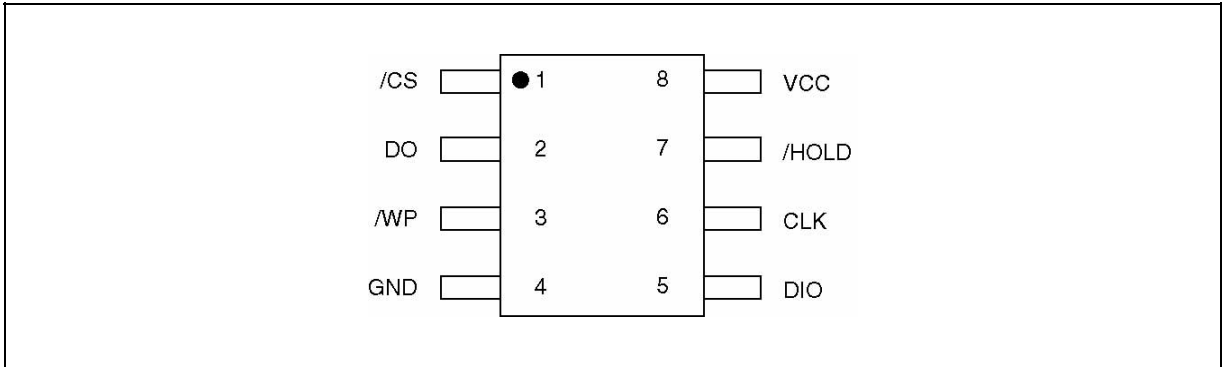 /CS 1 8 VCC
DO 2 7 /HOLD
/WP 3 6 CLK
GND 4 5 DIO